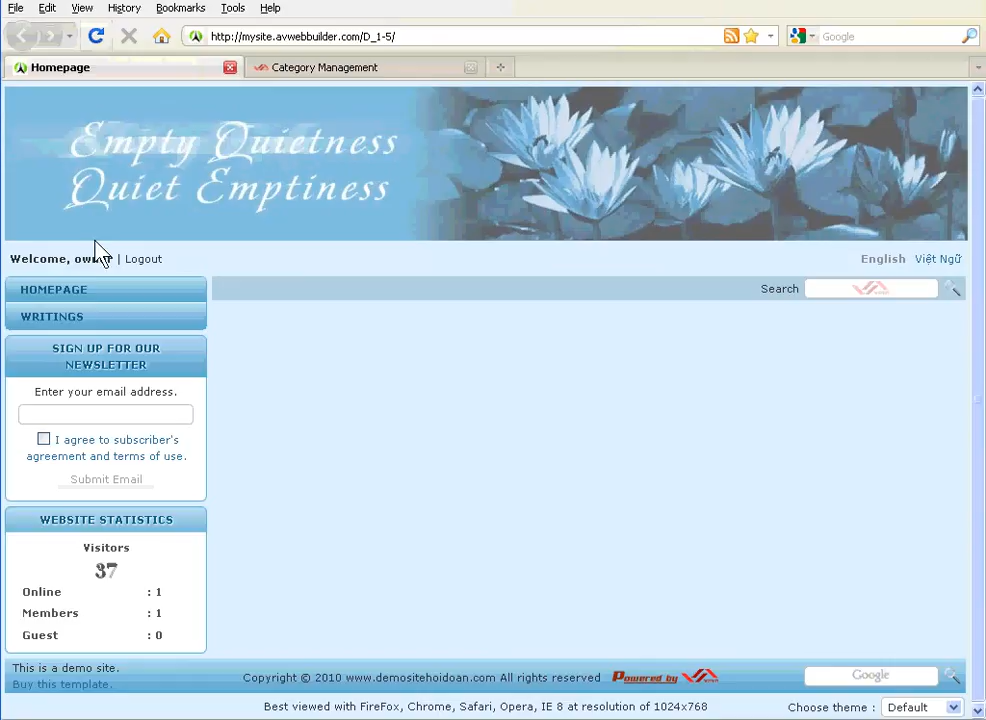 File Edit View History Bookmarks Tools Help
http://mysite.avwebbuilder.com/D_1-5/
Google
Homepage
Category Management
Empty Quietness
Quiet Emptiness
Welcome, owner | Logout
English Việt Ngữ
HOMEPAGE
Search
WRITINGS
SIGN UP FOR OUR
NEWSLETTER
Enter your email address.
I agree to subscriber's
agreement and terms of use.
Submit Email
WEBSITE STATISTICS
Visitors
37
Online : 1
Members : 1
Guest : 0
This is a demo site.
Buy this template.
Copyright © 2010 www.demositehoidoan.com All rights reserved
Powered by
Google
Best viewed with FireFox, Chrome, Safari, Opera, IE 8 at resolution of 1024x768
Choose theme : Default